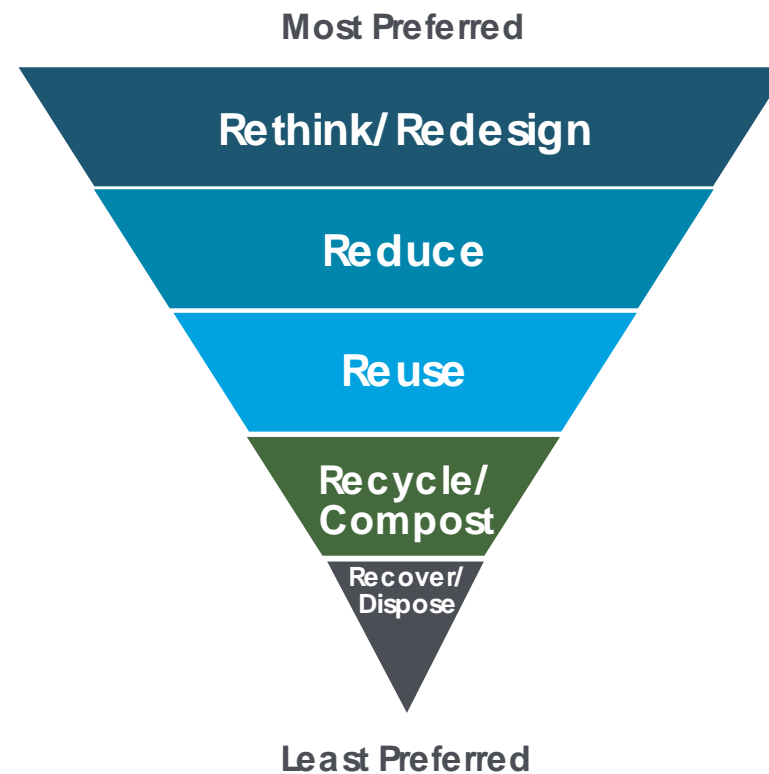 Most Preferred
Rethink/Redesign
Reduce
Reuse
Recycle/
Compost
Recover/
Dispose
Least Preferred